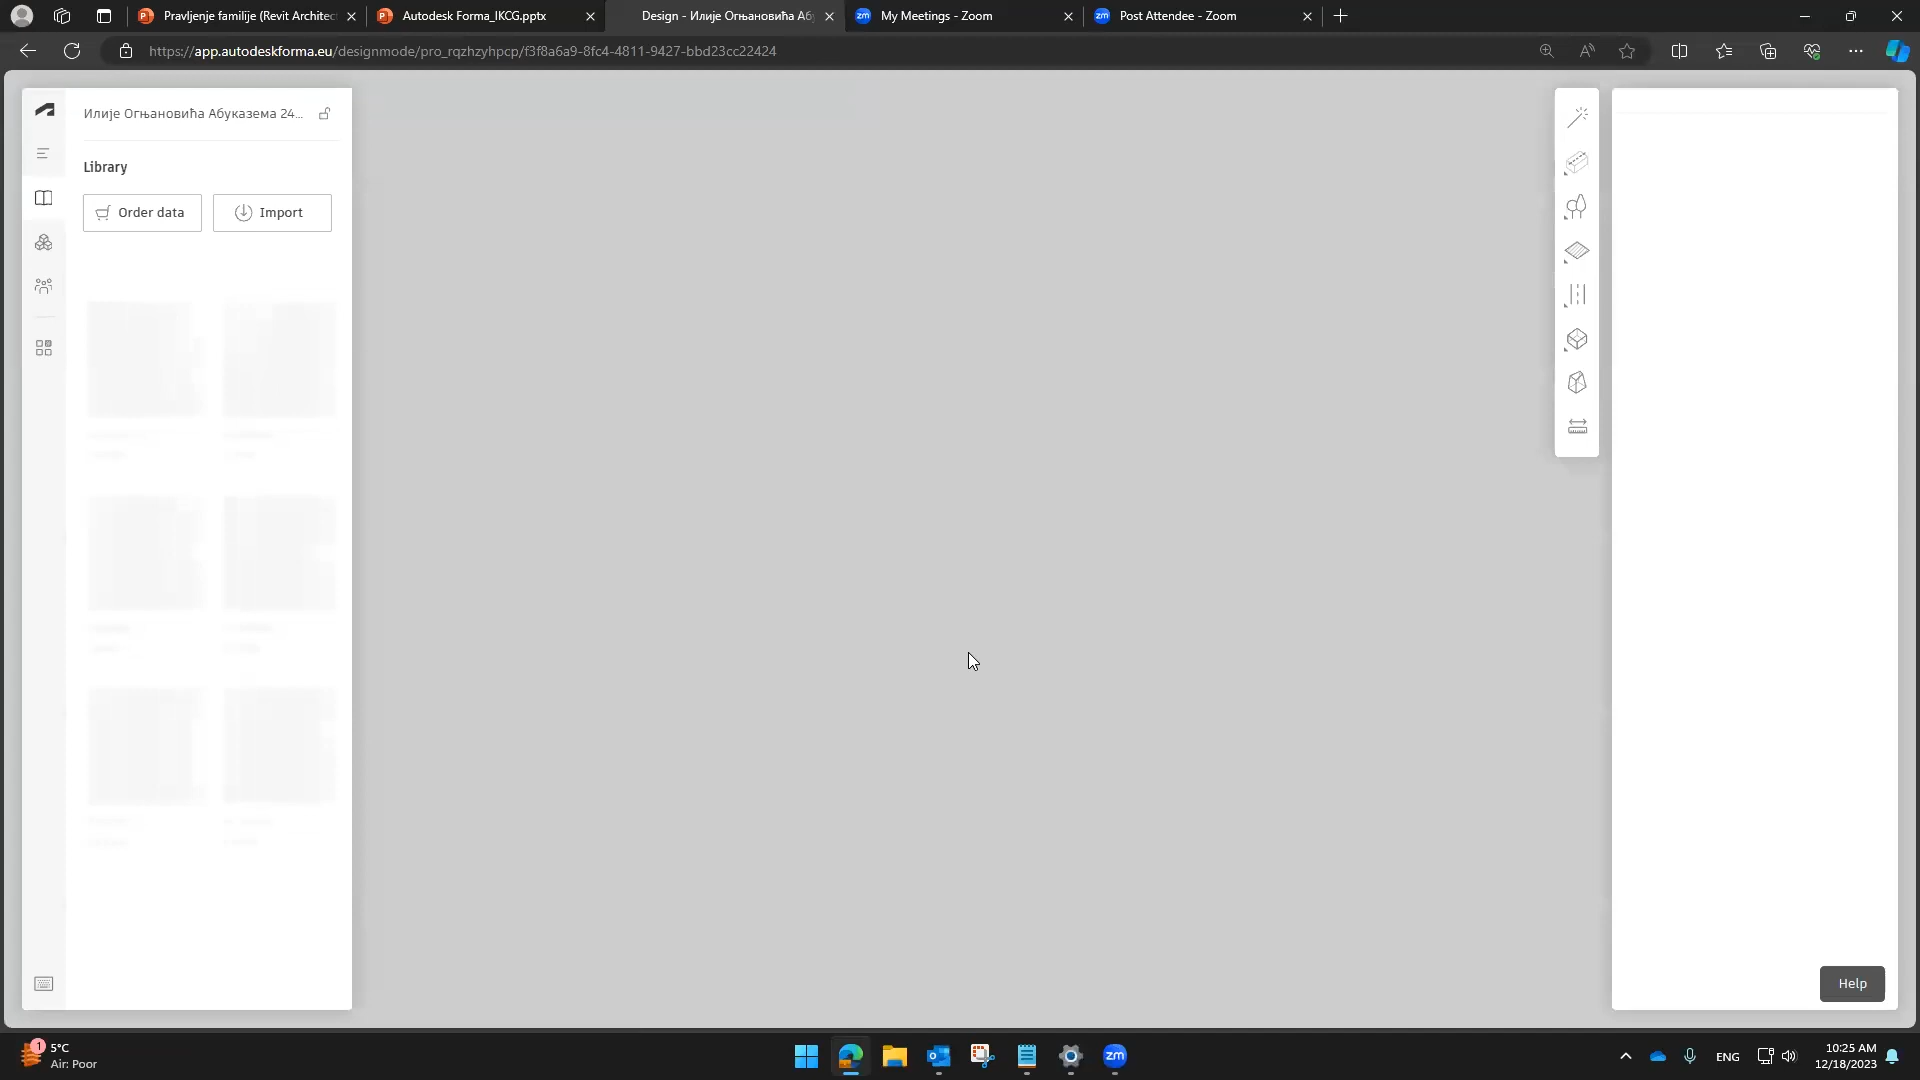 Pravljenje familije (Revit Architec
Autodesk Forma_IKCG.pptx
Design - Илије Огњановића Аб
My Meetings - Zoom
Post Attendee - Zoom
https://app.autodeskforma.eu/designmode/pro_rqzhzyhpcp/f3f8a6a9-8fc4-4811-9427-bbd23cc22424
Илије Огњановића Абуказема 24...
Library
Order data
Import
Help
1
5°C
Air: Poor
zm
ENG
10:25 AM
12/18/2023